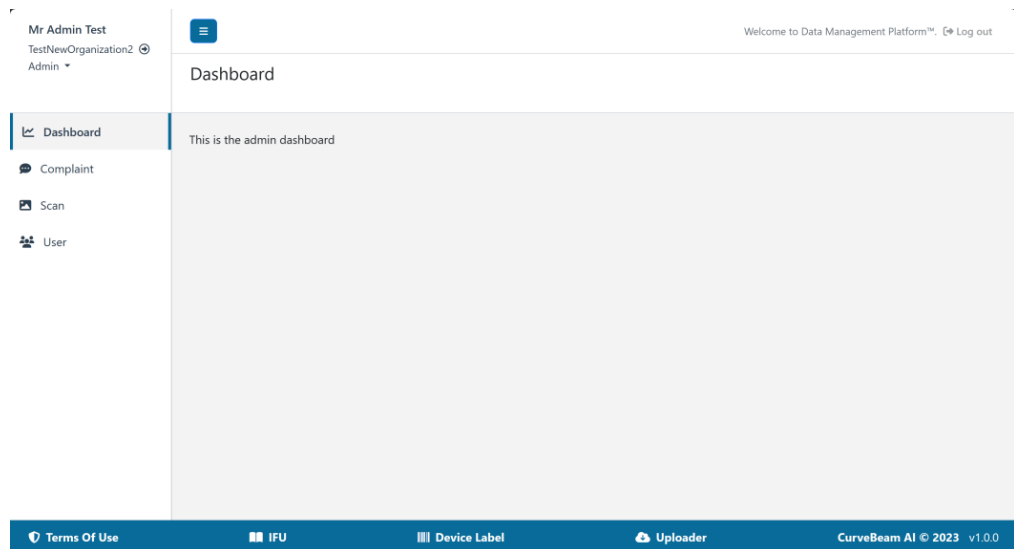 Mr Admin Test
TestNewOrganization2
Admin
Welcome to Data Management Platform™. Log out
Dashboard
Dashboard
Complaint
Scan
User
This is the admin dashboard
Terms Of Use IFU Device Label Uploader CurveBeam AI © 2023 v1.0.0